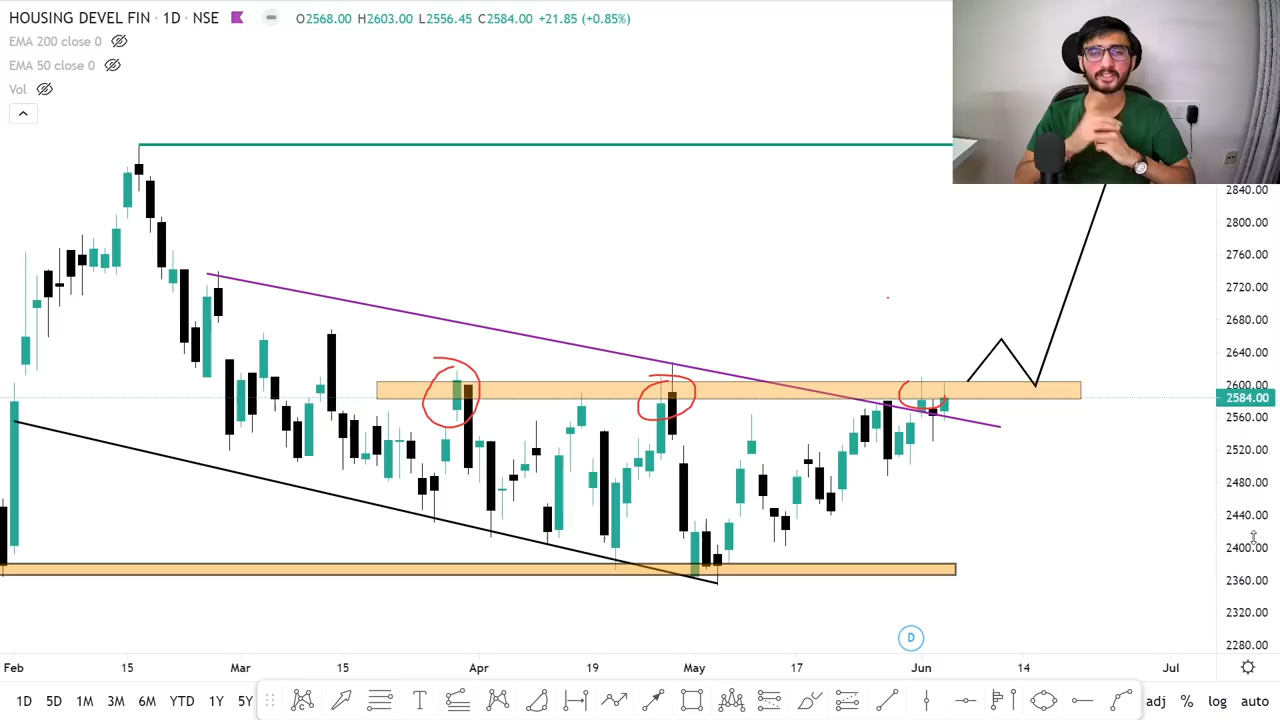 HOUSING DEVEL FIN · 1D · NSE O2568.00 H2603.00 L2556.45 C2584.00 +21.85 (+0.85%)
EMA 200 close 0
EMA 50 close 0
Vol
2840.00
2800.00
2760.00
2720.00
2680.00
2640.00
2600.00
2584.00
2560.00
2520.00
2480.00
2440.00
2400.00
2360.00
2320.00
2280.00
D
Feb 15 Mar 15 Apr 19 May 17 Jun 14 Jul
1D 5D 1M 3M 6M YTD 1Y 5Y T adj % log auto